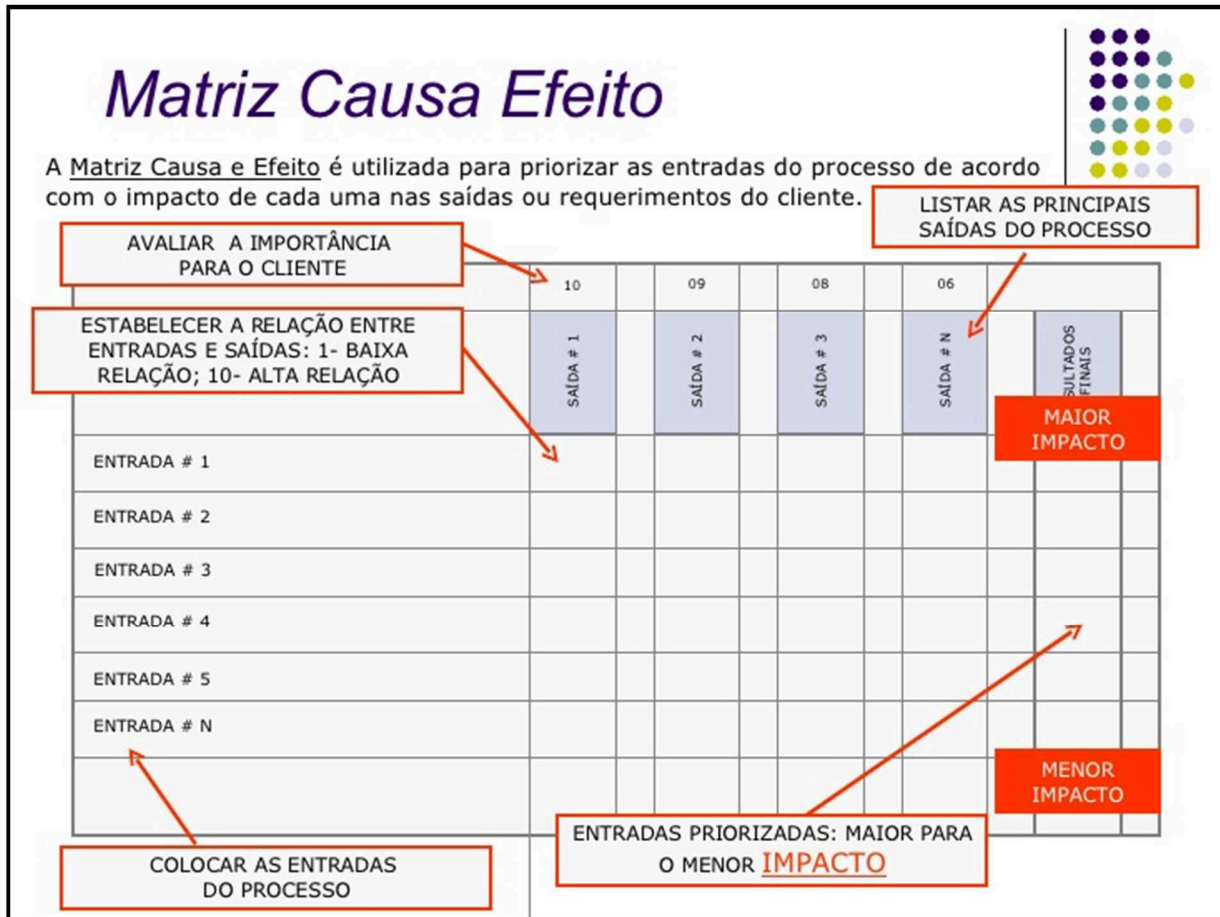 Matriz Causa Efeito
A Matriz Causa e Efeito é utilizada para priorizar as entradas do processo de acordo
com o impacto de cada uma nas saídas ou requerimentos do cliente.
LISTAR AS PRINCIPAIS
SAÍDAS DO PROCESSO
AVALIAR A IMPORTÂNCIA
PARA O CLIENTE
10
09
08
06
ESTABELECER A RELAÇÃO ENTRE
ENTRADAS E SAÍDAS: 1- BAIXA
RELAÇÃO; 10- ALTA RELAÇÃO
SAÍDA # 1
SAÍDA # 2
SAÍDA # 3
SAÍDA # N
SULTADOS
FINAIS
MAIOR
IMPACTO
ENTRADA # 1
ENTRADA # 2
ENTRADA # 3
ENTRADA # 4
ENTRADA # 5
ENTRADA # N
MENOR
IMPACTO
ENTRADAS PRIORIZADAS: MAIOR PARA
O MENOR IMPACTO
COLOCAR AS ENTRADAS
DO PROCESSO